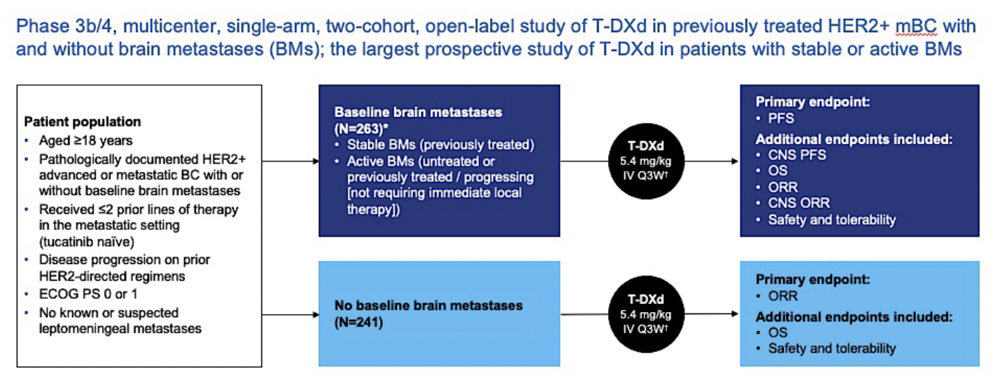 Phase 3b/4, multicenter, single-arm, two-cohort, open-label study of T-DXd in previously treated HER2+ mBC with
and without brain metastases (BMs); the largest prospective study of T-DXd in patients with stable or active BMs
Patient population
• Aged ≥18 years
• Pathologically documented HER2+
advanced or metastatic BC with or
without baseline brain metastases
• Received ≤2 prior lines of therapy
in the metastatic setting
(tucatinib naïve)
• Disease progression on prior
HER2-directed regimens
• ECOG PS 0 or 1
• No known or suspected
leptomeningeal metastases
Baseline brain metastases
(N=263)*
• Stable BMs (previously treated)
• Active BMs (untreated or
previously treated / progressing
[not requiring immediate local
therapy])
T-DXd
5.4 mg/kg
IV Q3W†
Primary endpoint:
• PFS
Additional endpoints included:
• CNS PFS
• OS
• ORR
• CNS ORR
• Safety and tolerability
No baseline brain metastases
(N=241)
T-DXd
5.4 mg/kg
IV Q3W†
Primary endpoint:
• ORR
Additional endpoints included:
• OS
• Safety and tolerability